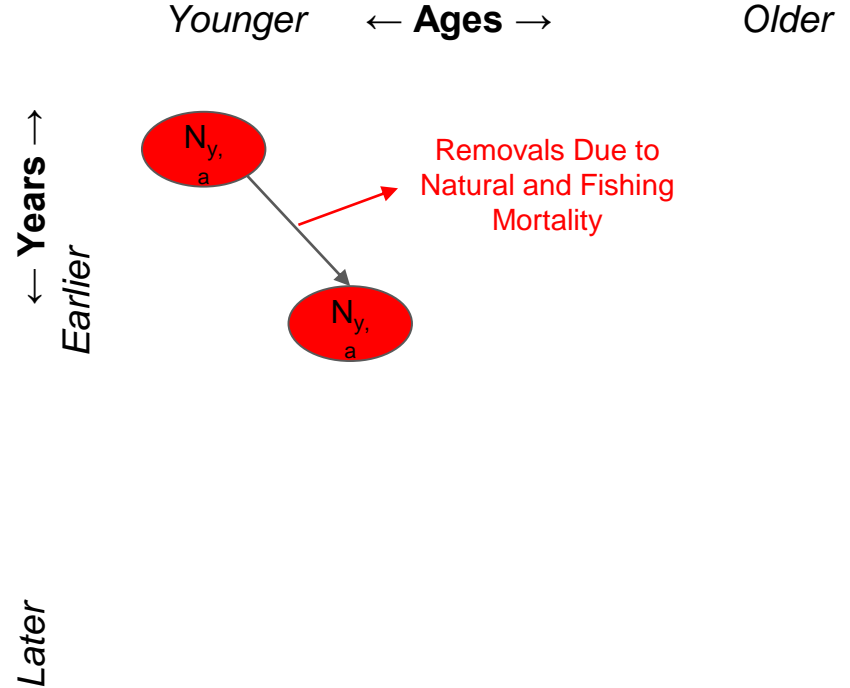 Younger ← Ages → Older
← Years →
Earlier
N y,
a
Removals Due to
Natural and Fishing
Mortality
N y,
a
Later